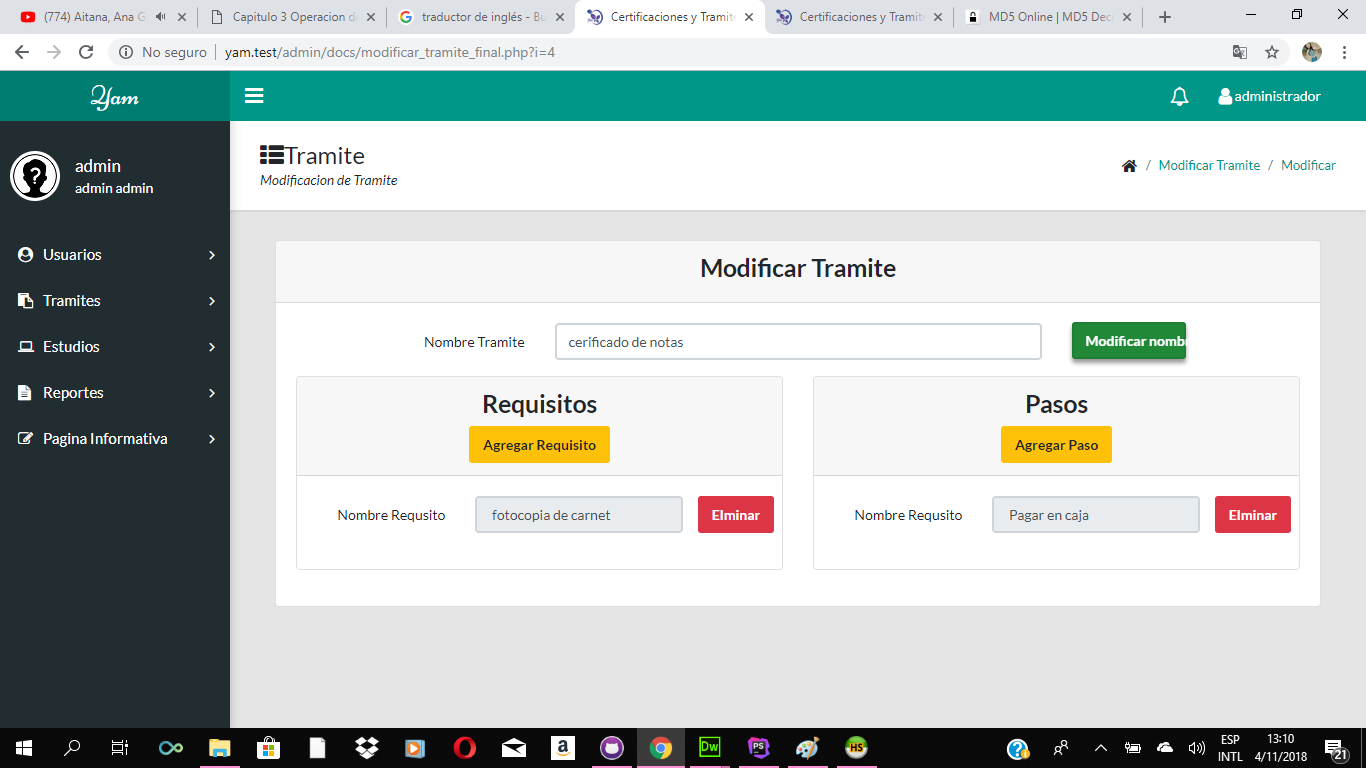 (774) Aitana, Ana G
Capitulo 3 Operacion d
traductor de inglés - Bu
Certificaciones y Tramit
Certificaciones y Tramit
MD5 Online | MD5 Dec
No seguro
yam.test/admin/docs/modificar_tramite_final.php?i=4
Yam
administrador
admin
admin admin
Usuarios
Tramites
Estudios
Reportes
Pagina Informativa
Tramite
Modificacion de Tramite
/ Modificar Tramite / Modificar
Modificar Tramite
Nombre Tramite
cerificado de notas
Modificar nomb
Requisitos
Agregar Requisito
Nombre Requsito
fotocopia de carnet
Elminar
Pasos
Agregar Paso
Nombre Requsito
Pagar en caja
Elminar
a
Dw
PS
HS
ESP
INTL
13:10
4/11/2018
21